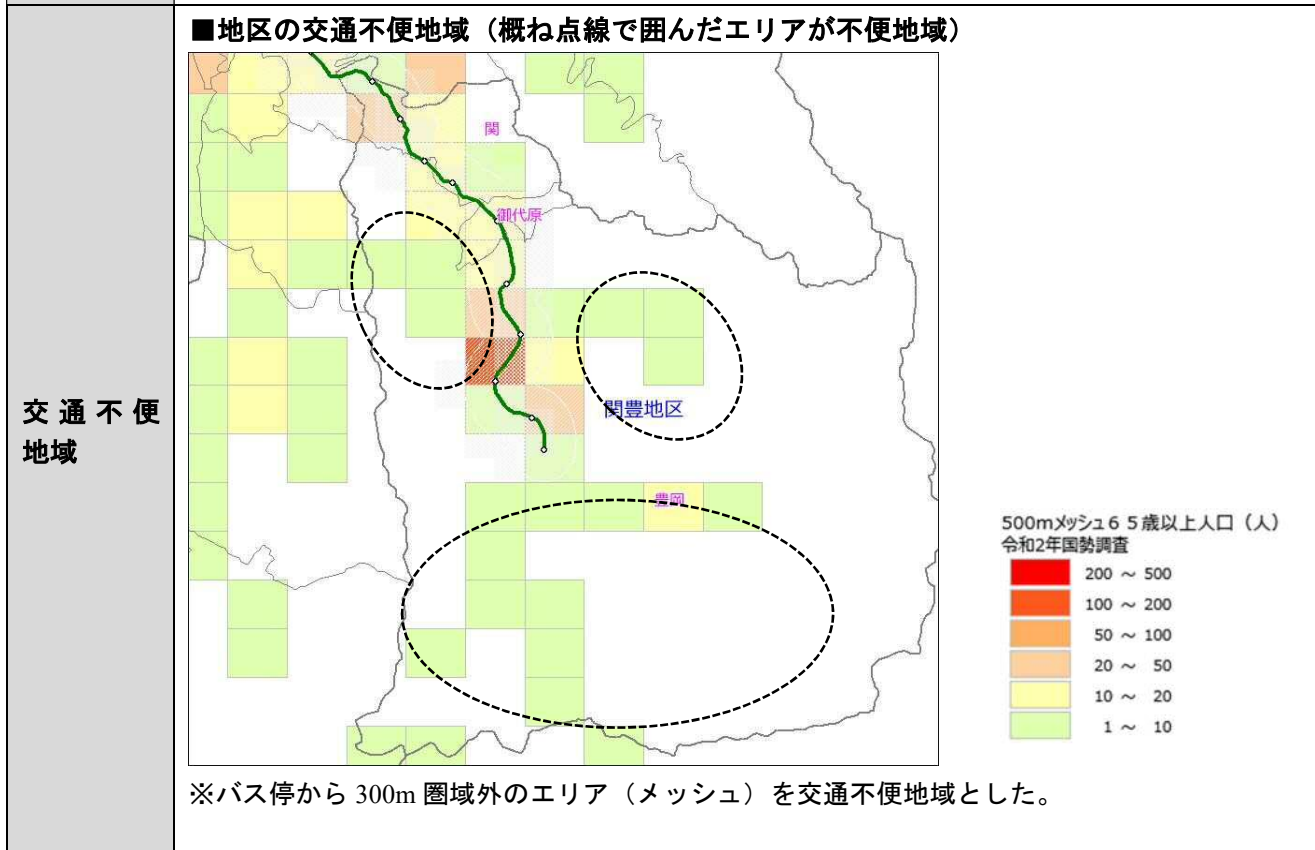 交通不便
地域
■地区の交通不便地域（概ね点線で囲んだエリアが不便地域）
関
御代原
関豊地区
豊岡
500mメッシュ６５歳以上人口（人）
令和2年国勢調査
200 ～ 500
100 ～ 200
50 ～ 100
20 ～ 50
10 ～ 20
1 ～ 10
※バス停から 300m 圏域外のエリア（メッシュ）を交通不便地域とした。